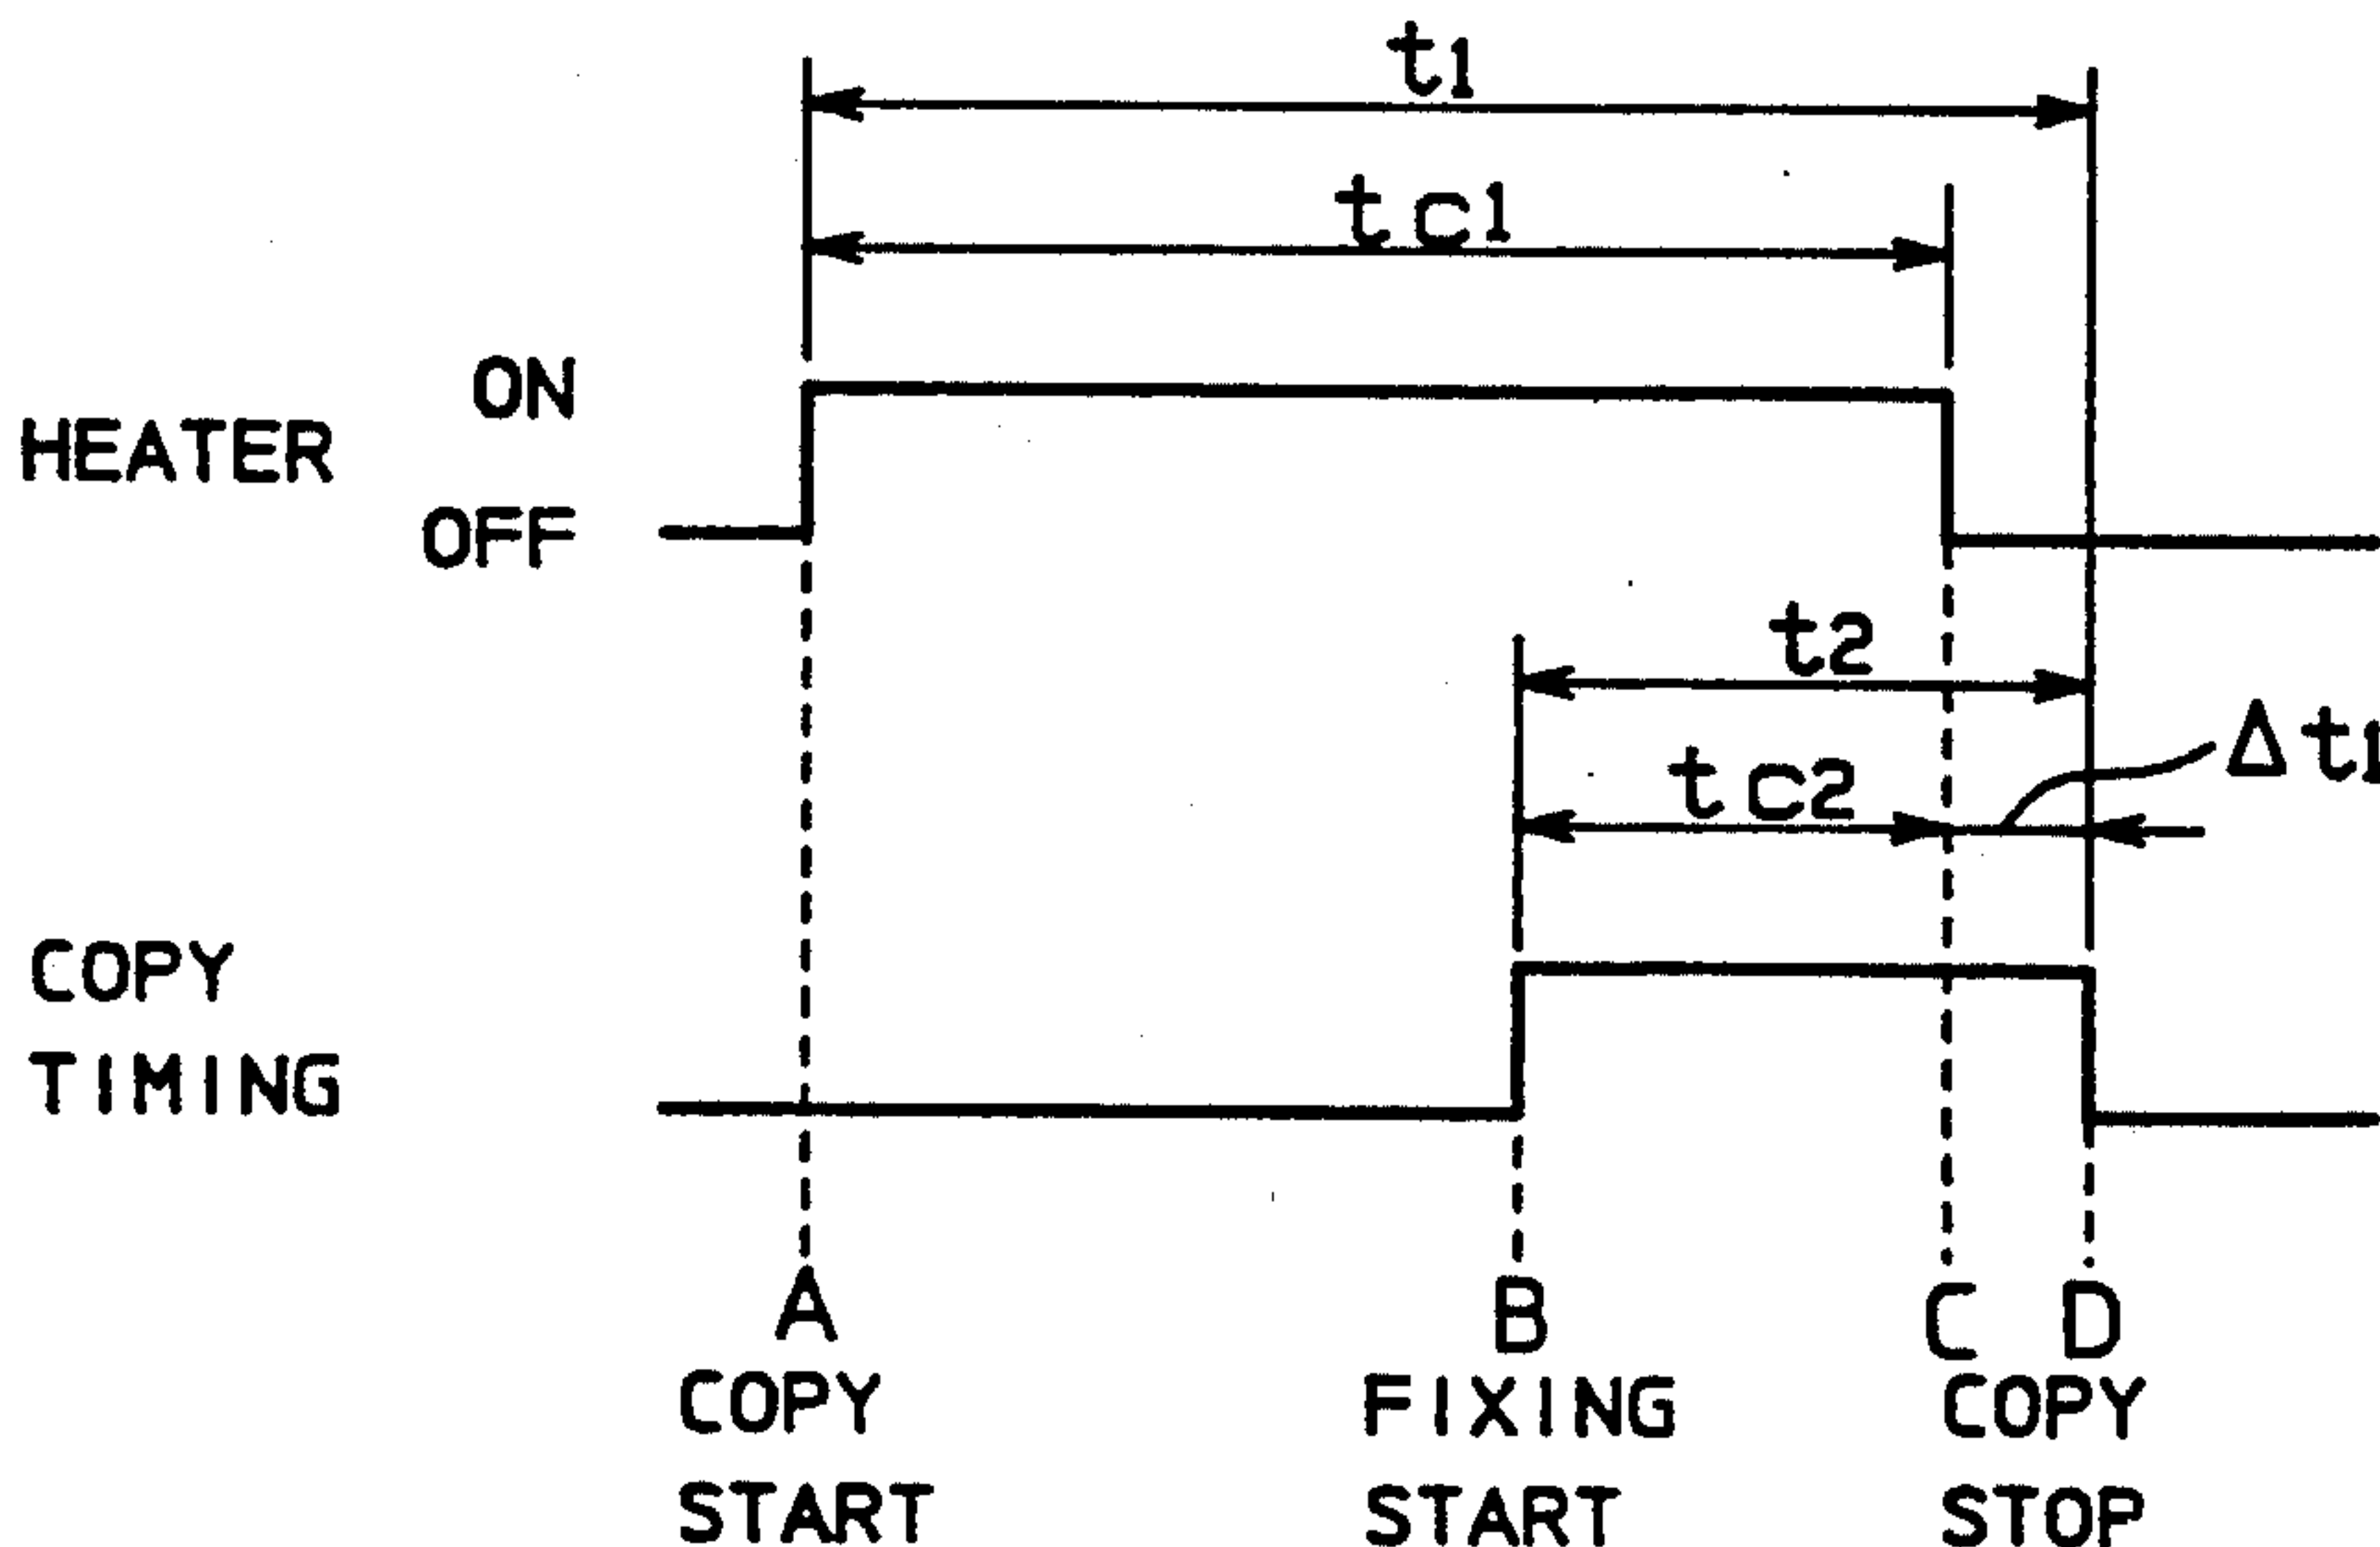 t1
tc1
ON
HEATER
OFF
t2
Δt1
tc2
COPY
TIMING
A
B
C
D
COPY
START
FIXING
START
COPY
STOP